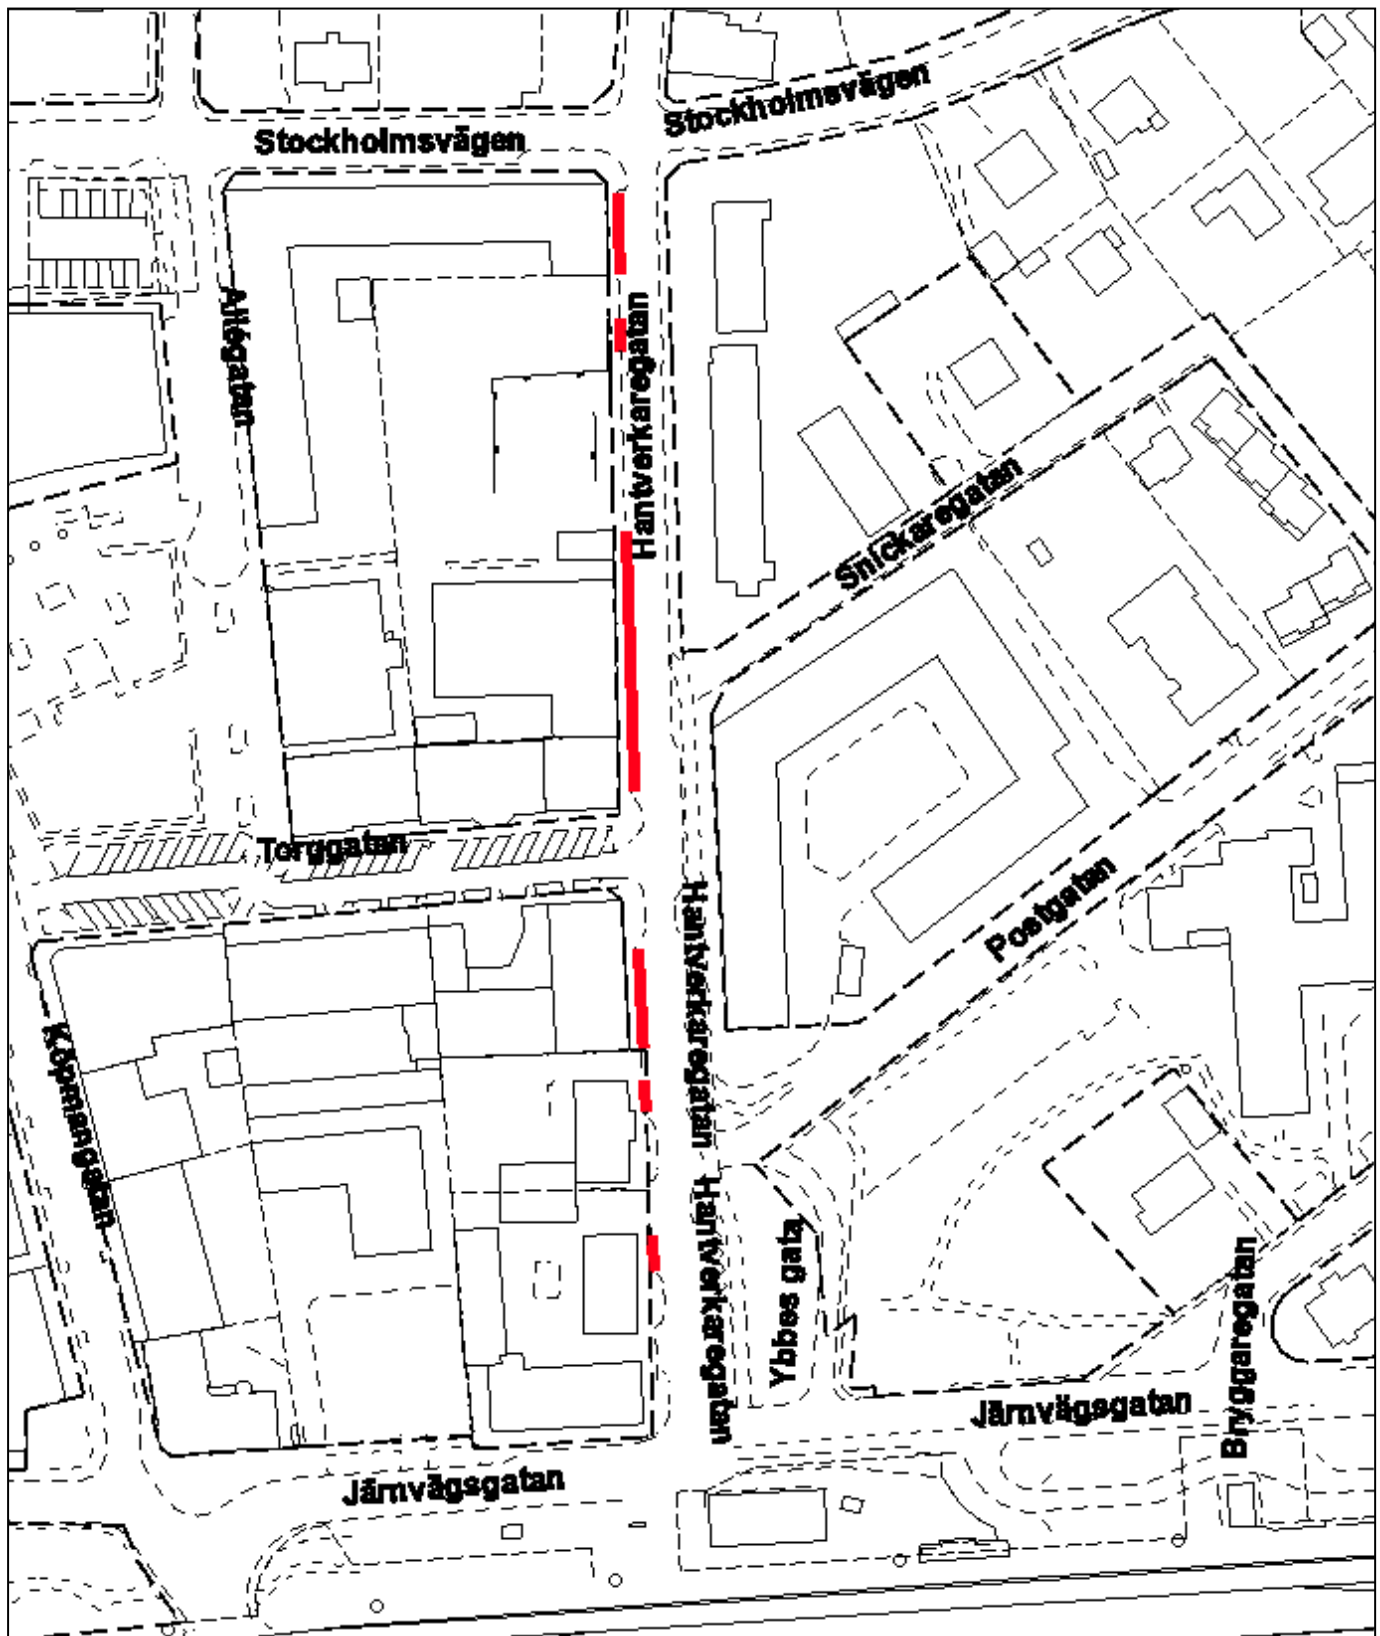 Stockholmsvägen
Stockholmsvägen
Allégatan
Hantverkaregatan
Snickaregatan
Torggatan
Hantverkaregatan
Postgatan
Köpmangatan
Hantverkaregatan
Ybbes gata
Bryggaregatan
Järnvägsgatan
Järnvägsgatan